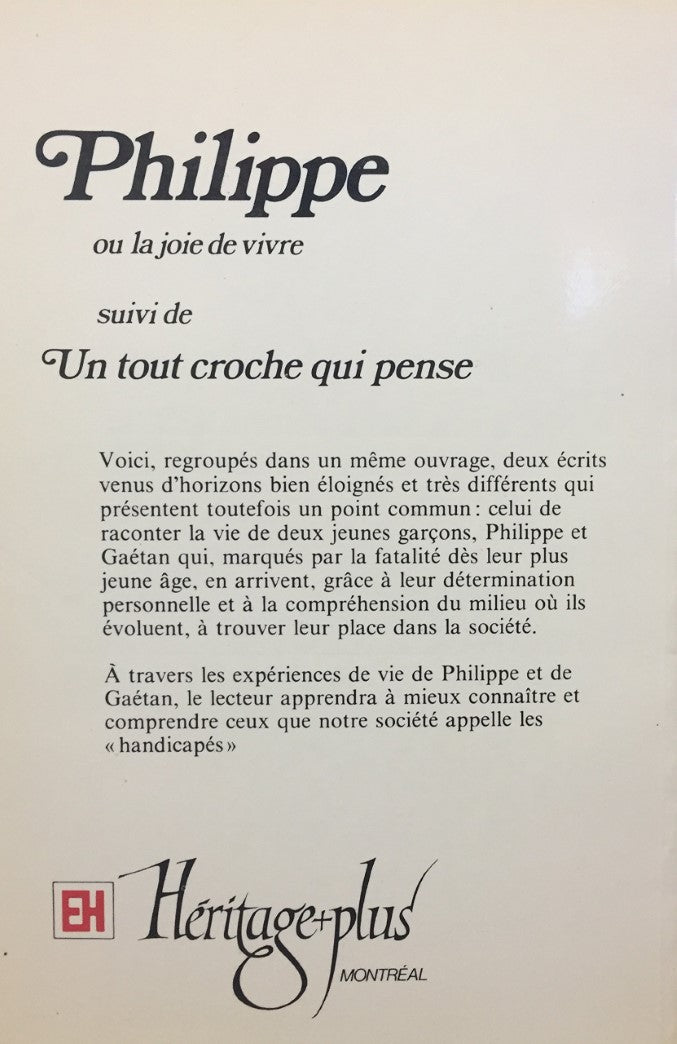 Philippe
ou la joie de vivre
suivi de
Un tout croche qui pense
Voici, regroupés dans un même ouvrage, deux écrits
venus d'horizons bien éloignés et très différents qui
présentent toutefois un point commun : celui de
raconter la vie de deux jeunes garçons, Philippe et
Gaétan qui, marqués par la fatalité dès leur plus
jeune âge, en arrivent, grâce à leur détermination
personnelle et à la compréhension du milieu où ils
évoluent, à trouver leur place dans la société.
À travers les expériences de vie de Philippe et de
Gaétan, le lecteur apprendra à mieux connaître et
comprendre ceux que notre société appelle les
« handicapés »
EH Héritage+plus
MONTRÉAL